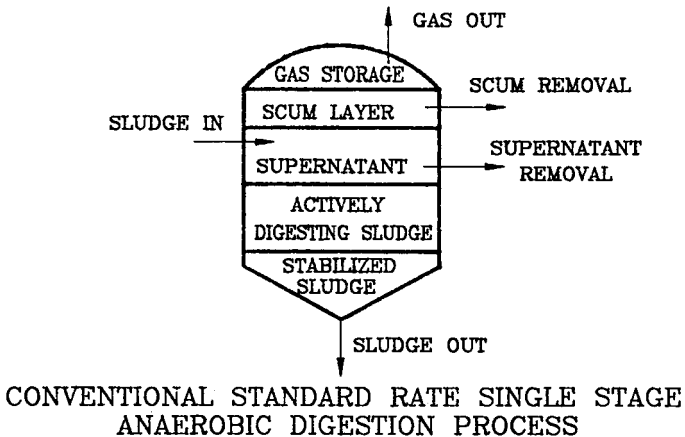 GAS OUT
GAS STORAGE
SCUM REMOVAL
SCUM LAYER
SLUDGE IN
SUPERNATANT
REMOVAL
SUPERNATANT
ACTIVELY
DIGESTING SLUDGE
STABILIZED
SLUDGE
SLUDGE OUT
CONVENTIONAL STANDARD RATE SINGLE STAGE
ANAEROBIC DIGESTION PROCESS